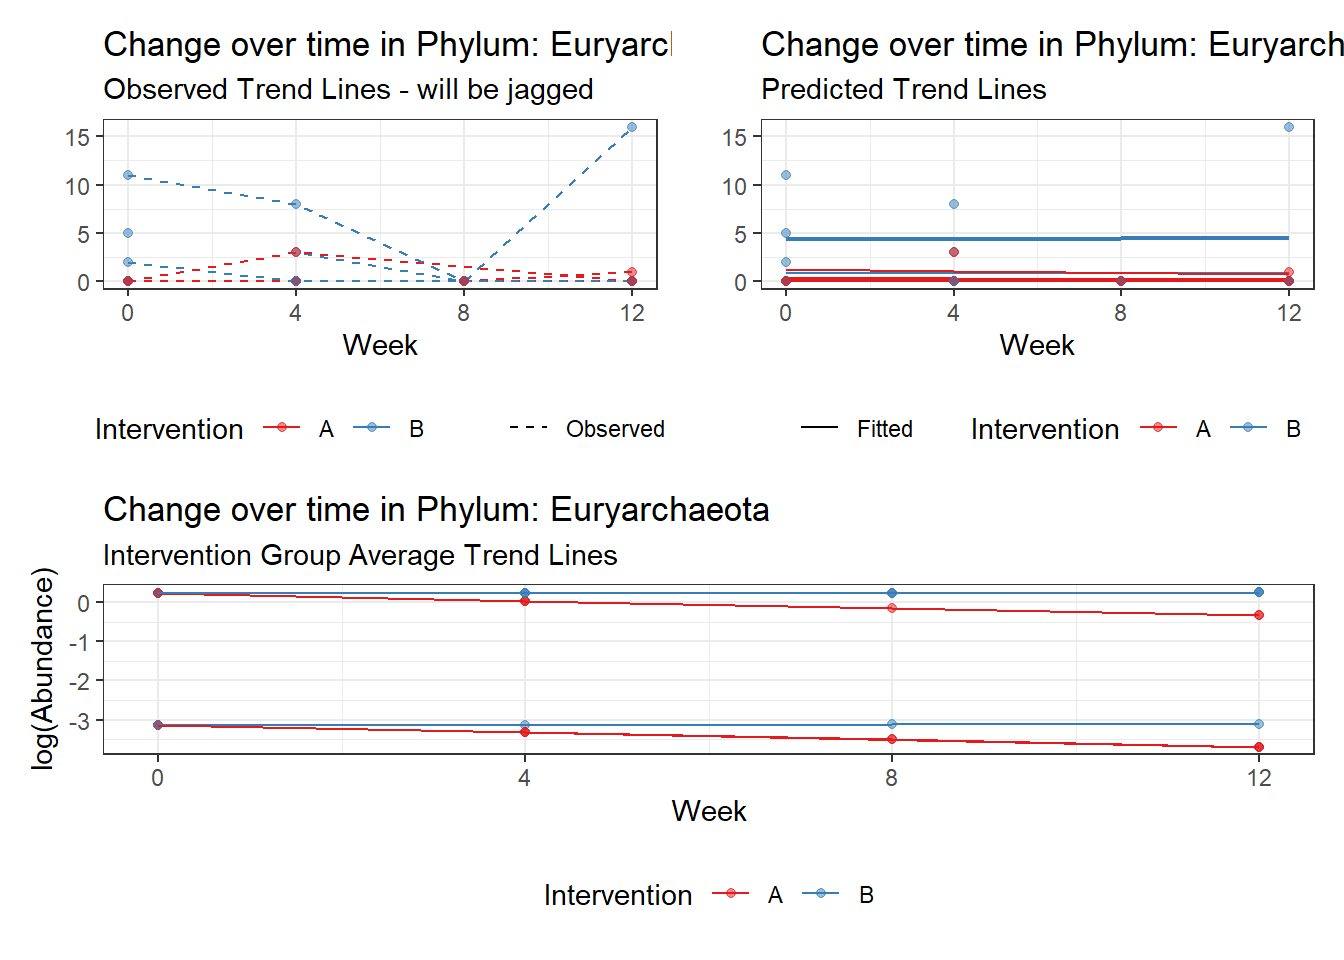 Change over time in Phylum: Euryarc
Observed Trend Lines - will be jagged
15
10
5
0
0 4 8 12
Week
Intervention A B Observed
Change over time in Phylum: Euryarch
Predicted Trend Lines
15
10
5
0
0 4 8 12
Week
Fitted Intervention A B
Change over time in Phylum: Euryarchaeota
Intervention Group Average Trend Lines
log(Abundance)
0
-1
-2
-3
0 4 8 12
Week
Intervention A B